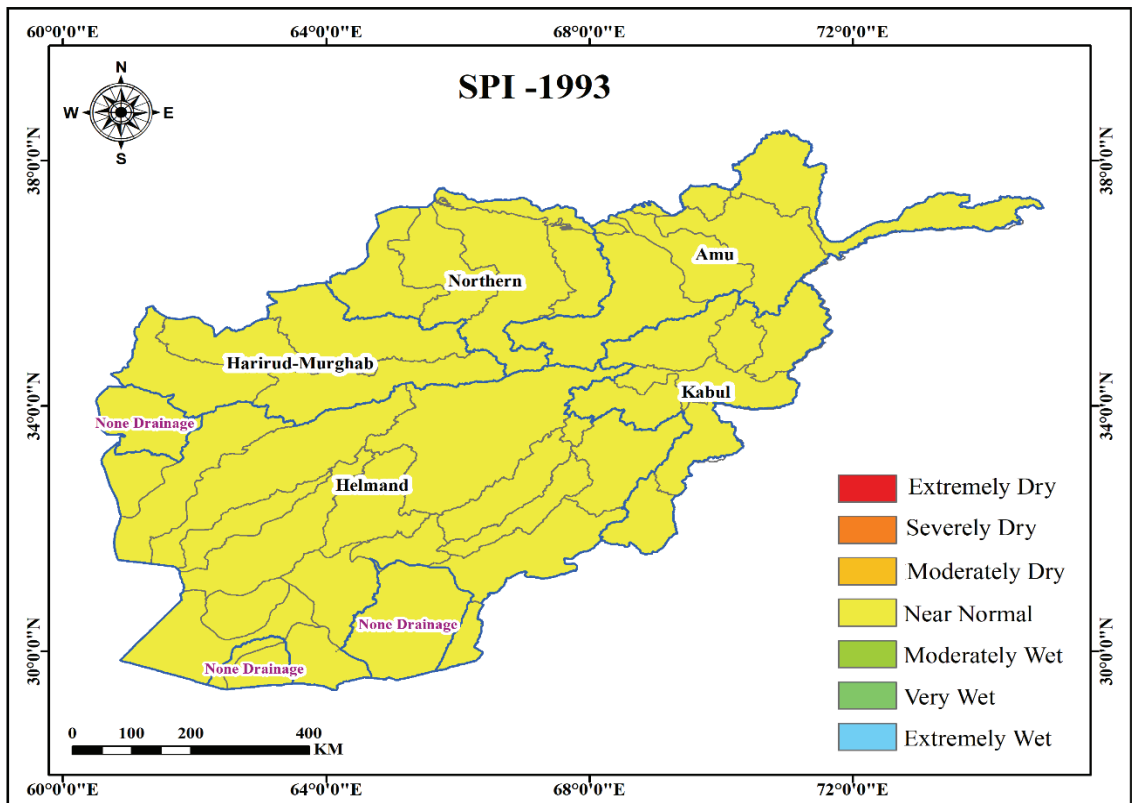 60°0'0"E 64°0'0"E 68°0'0"E 72°0'0"E
SPI -1993
N
W E
S
38°0'0"N 38°0'0"N
Amu
Northern
Harirud-Murghab
Kabul
34°0'0"N 34°0'0"N
None Drainage
Helmand
Extremely Dry
Severely Dry
Moderately Dry
Near Normal
None Drainage
Moderately Wet
None Drainage
30°0'0"N 30°0'0"N
Very Wet
Extremely Wet
0 100 200 400
KM
60°0'0"E 64°0'0"E 68°0'0"E 72°0'0"E